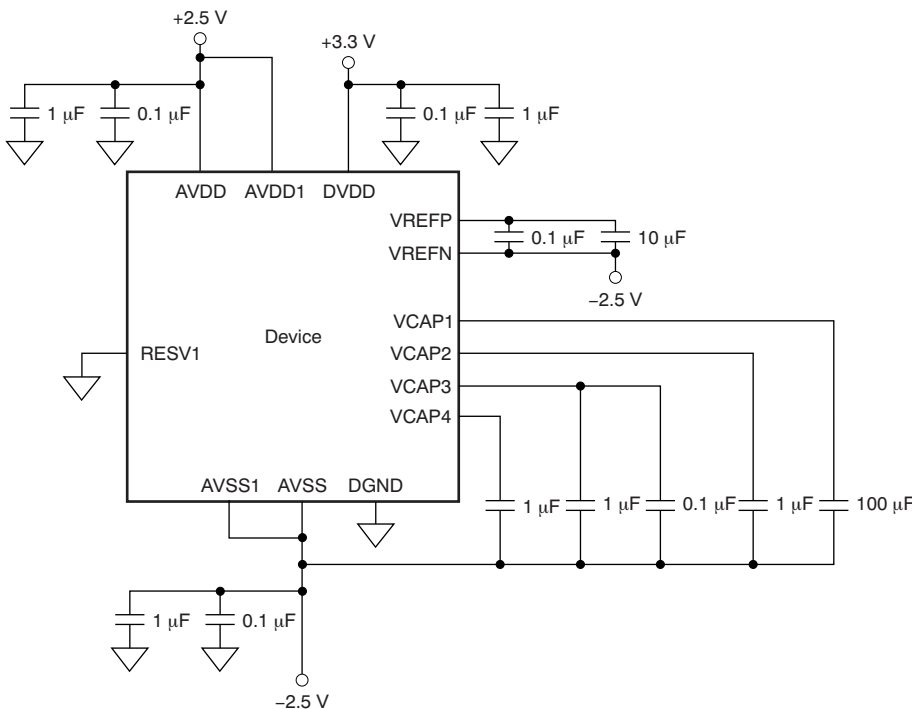 +2.5 V
+3.3 V
1 μF
0.1 μF
0.1 μF
1 μF
AVDD
AVDD1
DVDD
VREFP
0.1 μF
10 μF
VREFN
−2.5 V
VCAP1
Device
RESV1
VCAP2
VCAP3
VCAP4
AVSS1
AVSS
DGND
1 μF
1 μF
0.1 μF
1 μF
100 μF
1 μF
0.1 μF
−2.5 V